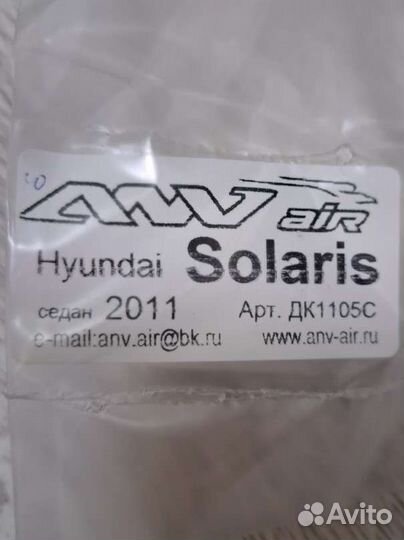 ANV air
Hyundai Solaris
седан 2011 Арт. ДК1105С
e-mail:anv.air@bk.ru www.anv-air.ru
Avito